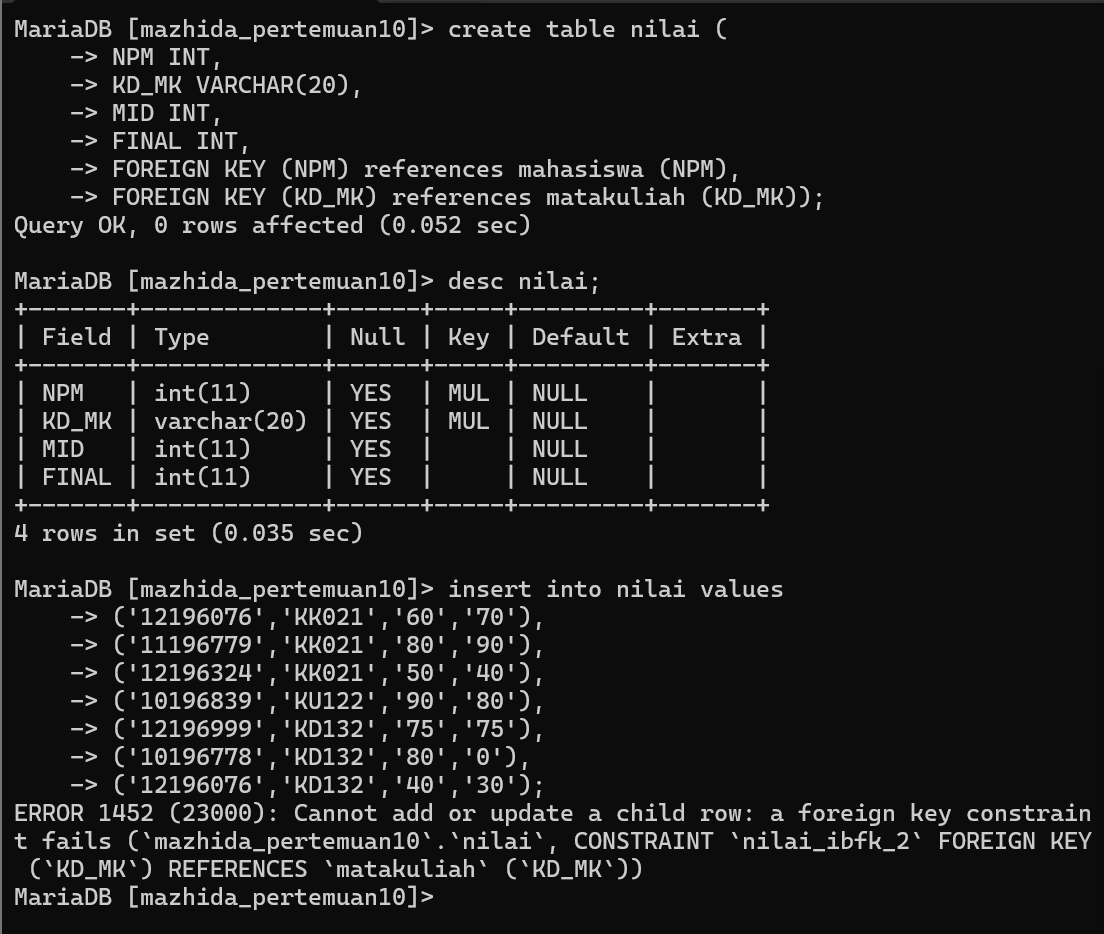 MariaDB [mazhida_pertemuan10]> create table nilai (
    -> NPM INT,
    -> KD_MK VARCHAR(20),
    -> MID INT,
    -> FINAL INT,
    -> FOREIGN KEY (NPM) references mahasiswa (NPM),
    -> FOREIGN KEY (KD_MK) references matakuliah (KD_MK));
Query OK, 0 rows affected (0.052 sec)

MariaDB [mazhida_pertemuan10]> desc nilai;
+-------+-------------+------+-----+---------+-------+
| Field | Type        | Null | Key | Default | Extra |
+-------+-------------+------+-----+---------+-------+
| NPM   | int(11)     | YES  | MUL | NULL    |       |
| KD_MK | varchar(20) | YES  | MUL | NULL    |       |
| MID   | int(11)     | YES  |     | NULL    |       |
| FINAL | int(11)     | YES  |     | NULL    |       |
+-------+-------------+------+-----+---------+-------+
4 rows in set (0.035 sec)

MariaDB [mazhida_pertemuan10]> insert into nilai values
    -> ('12196076','KK021','60','70'),
    -> ('11196779','KK021','80','90'),
    -> ('12196324','KK021','50','40'),
    -> ('10196839','KU122','90','80'),
    -> ('12196999','KD132','75','75'),
    -> ('10196778','KD132','80','0'),
    -> ('12196076','KD132','40','30');
ERROR 1452 (23000): Cannot add or update a child row: a foreign key constrain
t fails (`mazhida_pertemuan10`.`nilai`, CONSTRAINT `nilai_ibfk_2` FOREIGN KEY
 (`KD_MK`) REFERENCES `matakuliah` (`KD_MK`))
MariaDB [mazhida_pertemuan10]>